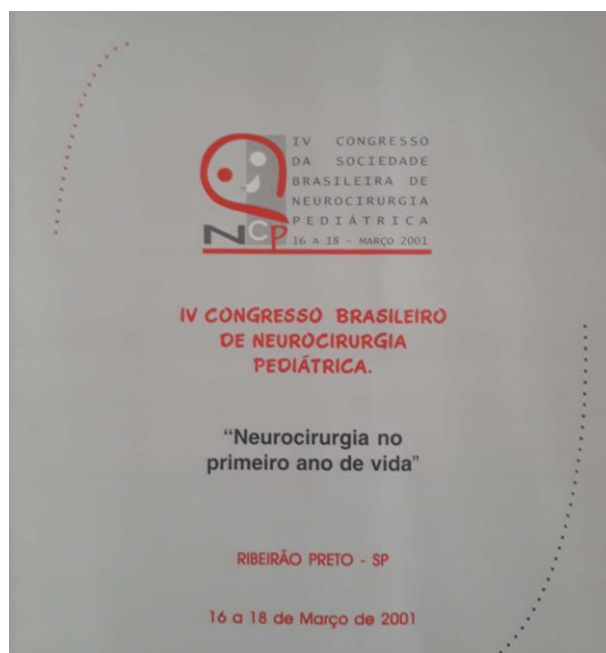 IV CONGRESSO
DA SOCIEDADE
BRASILEIRA DE
NEUROCIRURGIA
PEDIÁTRICA
NCP
16 A 18 - MARÇO 2001
IV CONGRESSO BRASILEIRO
DE NEUROCIRURGIA
PEDIÁTRICA.
“Neurocirurgia no
primeiro ano de vida”
RIBEIRÃO PRETO - SP
16 a 18 de Março de 2001